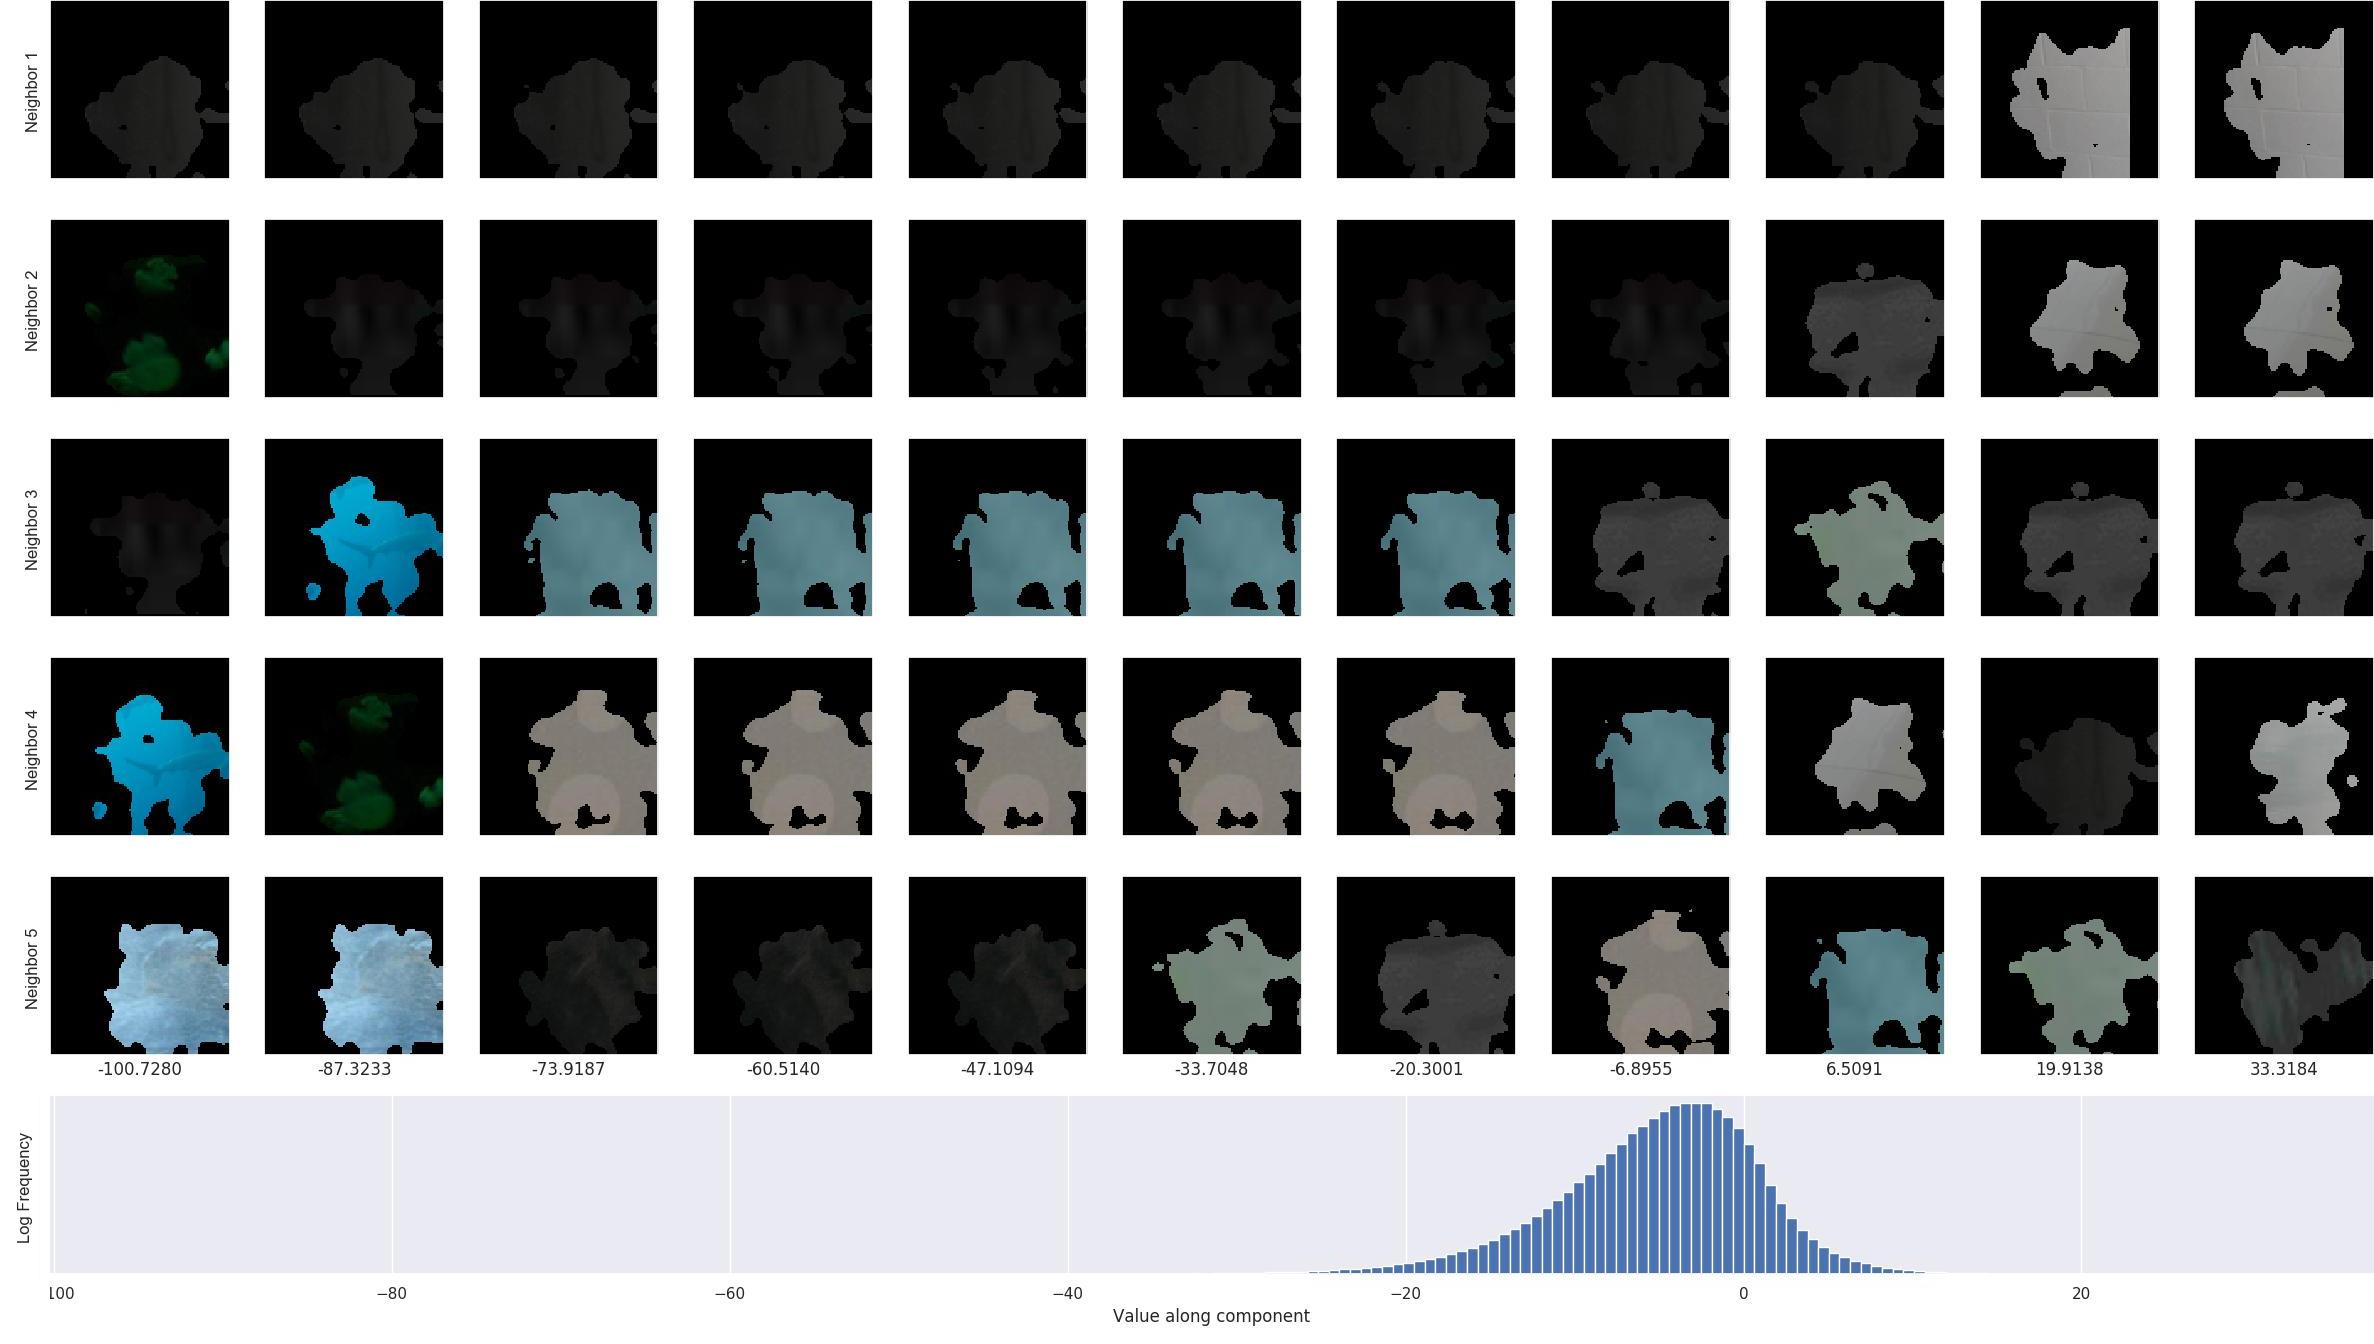 Neighbor 1
Neighbor 2
Neighbor 3
Neighbor 4
Neighbor 5
-100.7280 -87.3233 -73.9187 -60.5140 -47.1094 -33.7048 -20.3001 -6.8955 6.5091 19.9138 33.3184
Log Frequency
100 −80 −60 −40 −20 0 20
Value along component